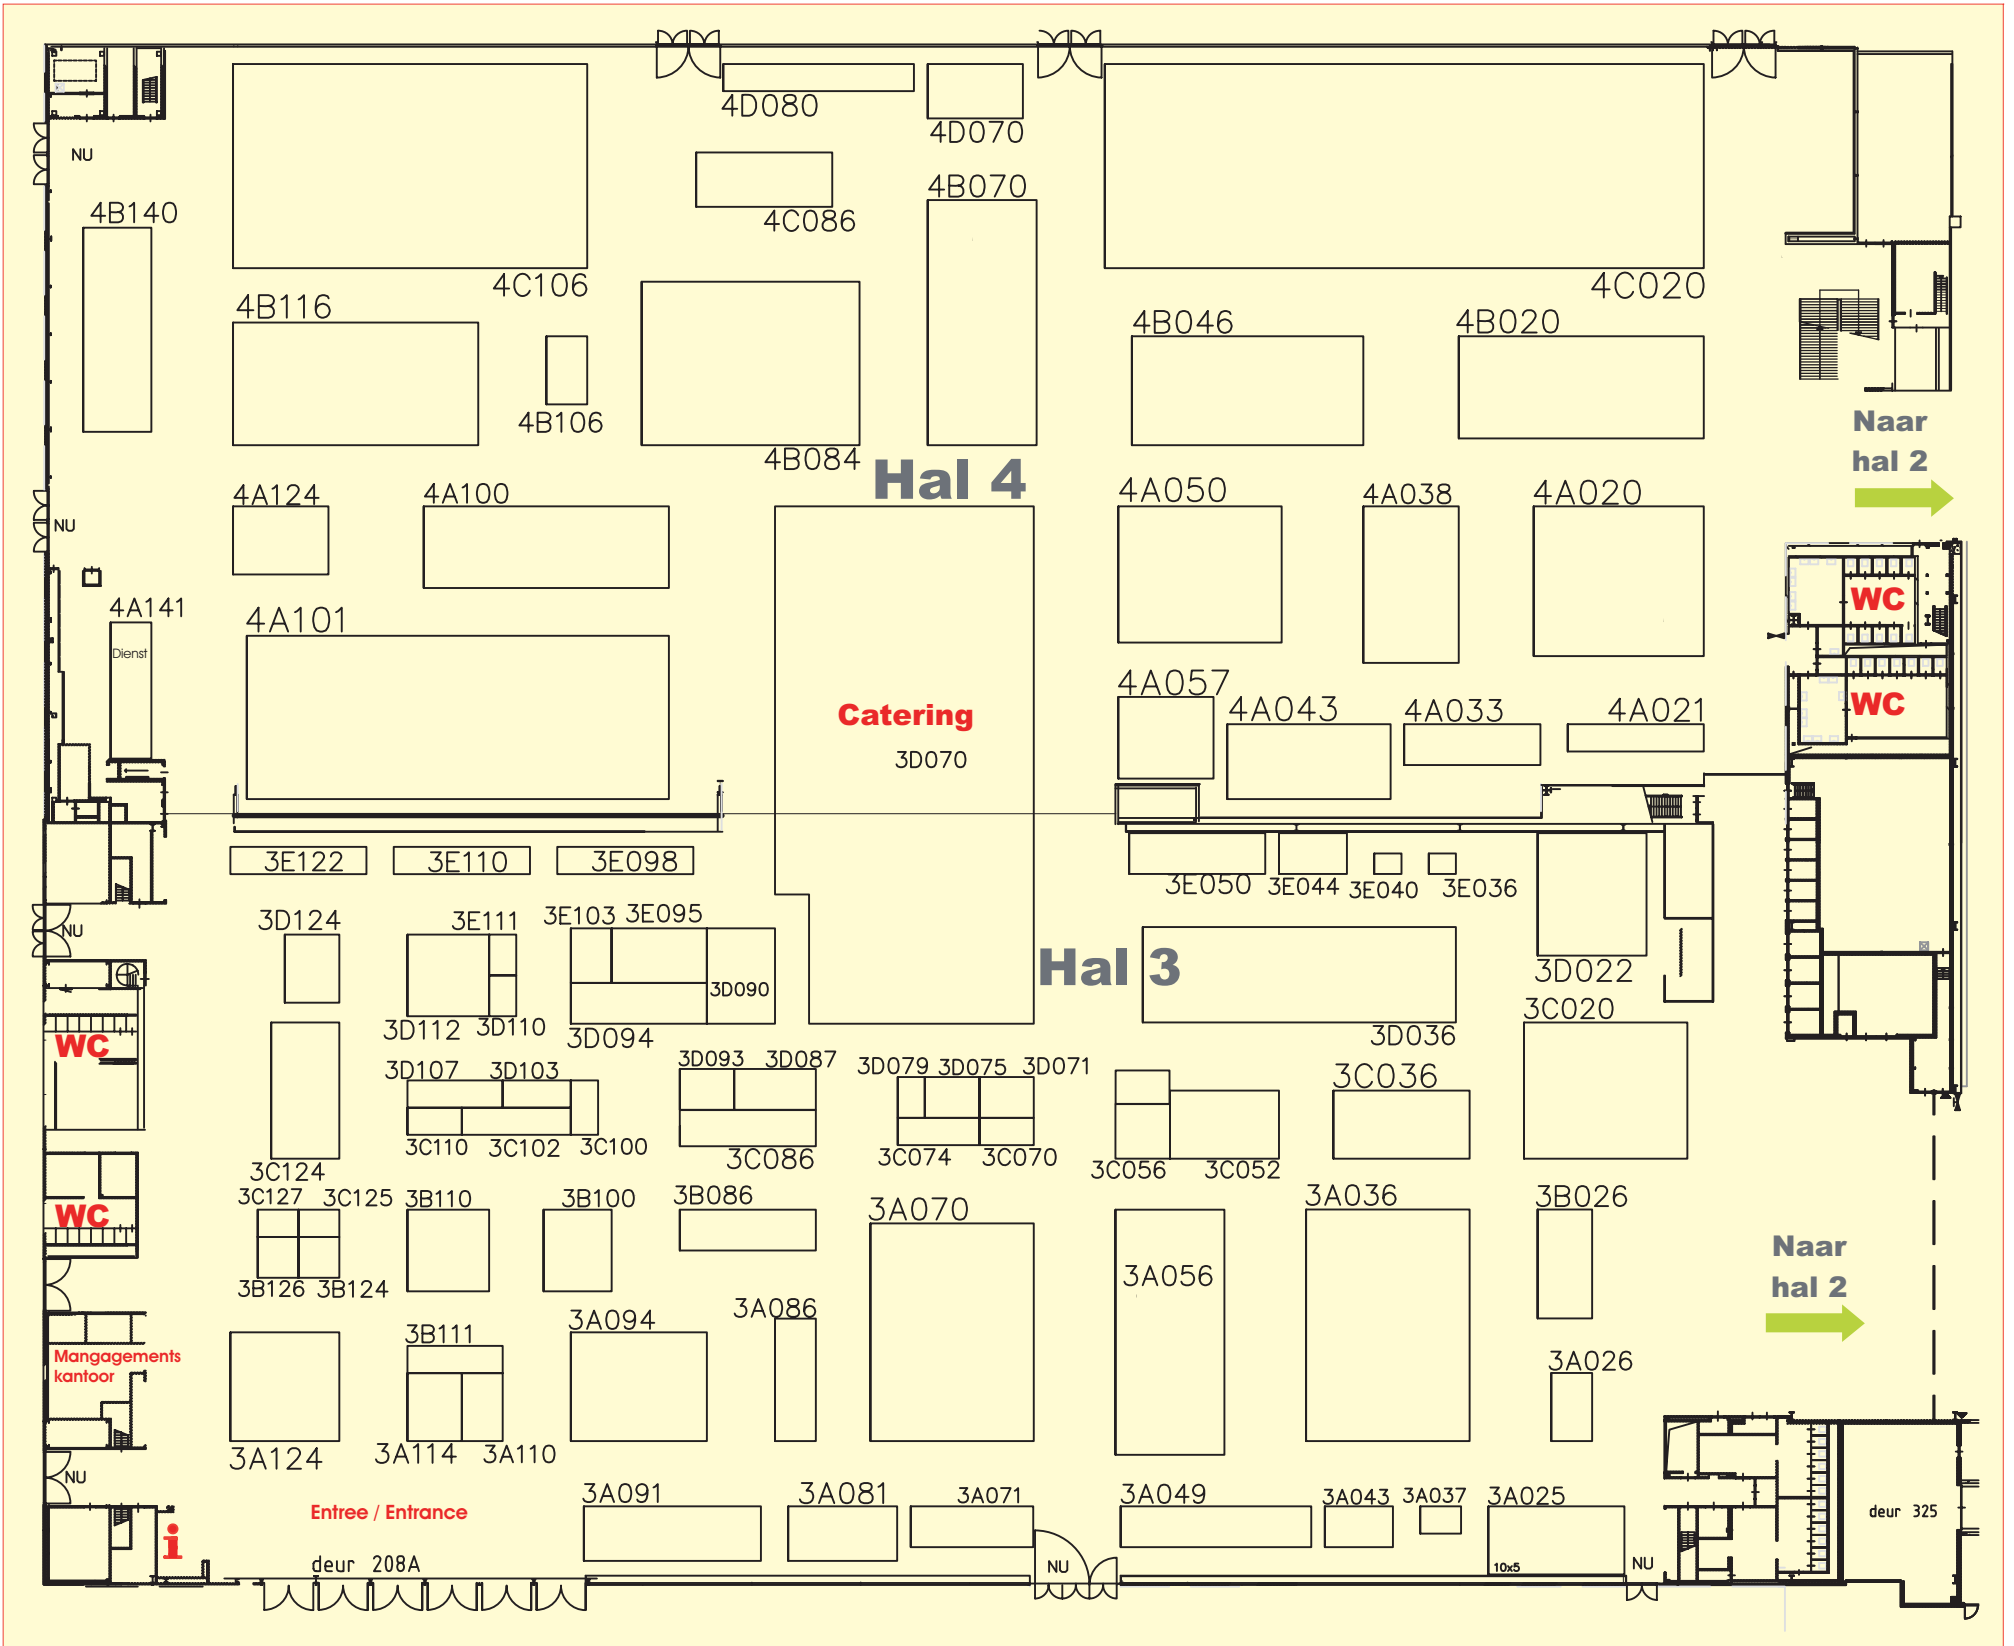 4D080
4D070
NU
4B140
4C086
4B070
4C106
4C020
4B116
4B046
4B020
4B106
4B084
Naar
hal 2
Hal 4
4A124
4A100
4A050
4A038
4A020
NU
4A141
4A101
WC
Dienst
4A057
WC
Catering
4A043
4A033
4A021
3D070
3E122
3E110
3E098
3E050
3E044
3E040
3E036
3D124
3E111
3E103
3E095
NU
Hal 3
3D022
3D090
3D112
3D110
3D094
3D036
3C020
WC
3D107
3D103
3D093
3D087
3D079
3D075
3D071
3C036
3C110
3C102
3C100
3C086
3C074
3C070
3C056
3C052
3C124
3C127
3C125
3B110
3B100
3B086
3A070
3A036
3B026
WC
3A056
Naar
hal 2
3B126
3B124
3A086
3A094
3B111
Mangagements
kantoor
3A026
3A124
3A114
3A110
NU
3A091
3A081
3A071
3A049
3A043
3A037
3A025
Entree / Entrance
deur 325
i
deur 208A
NU
10x5
NU